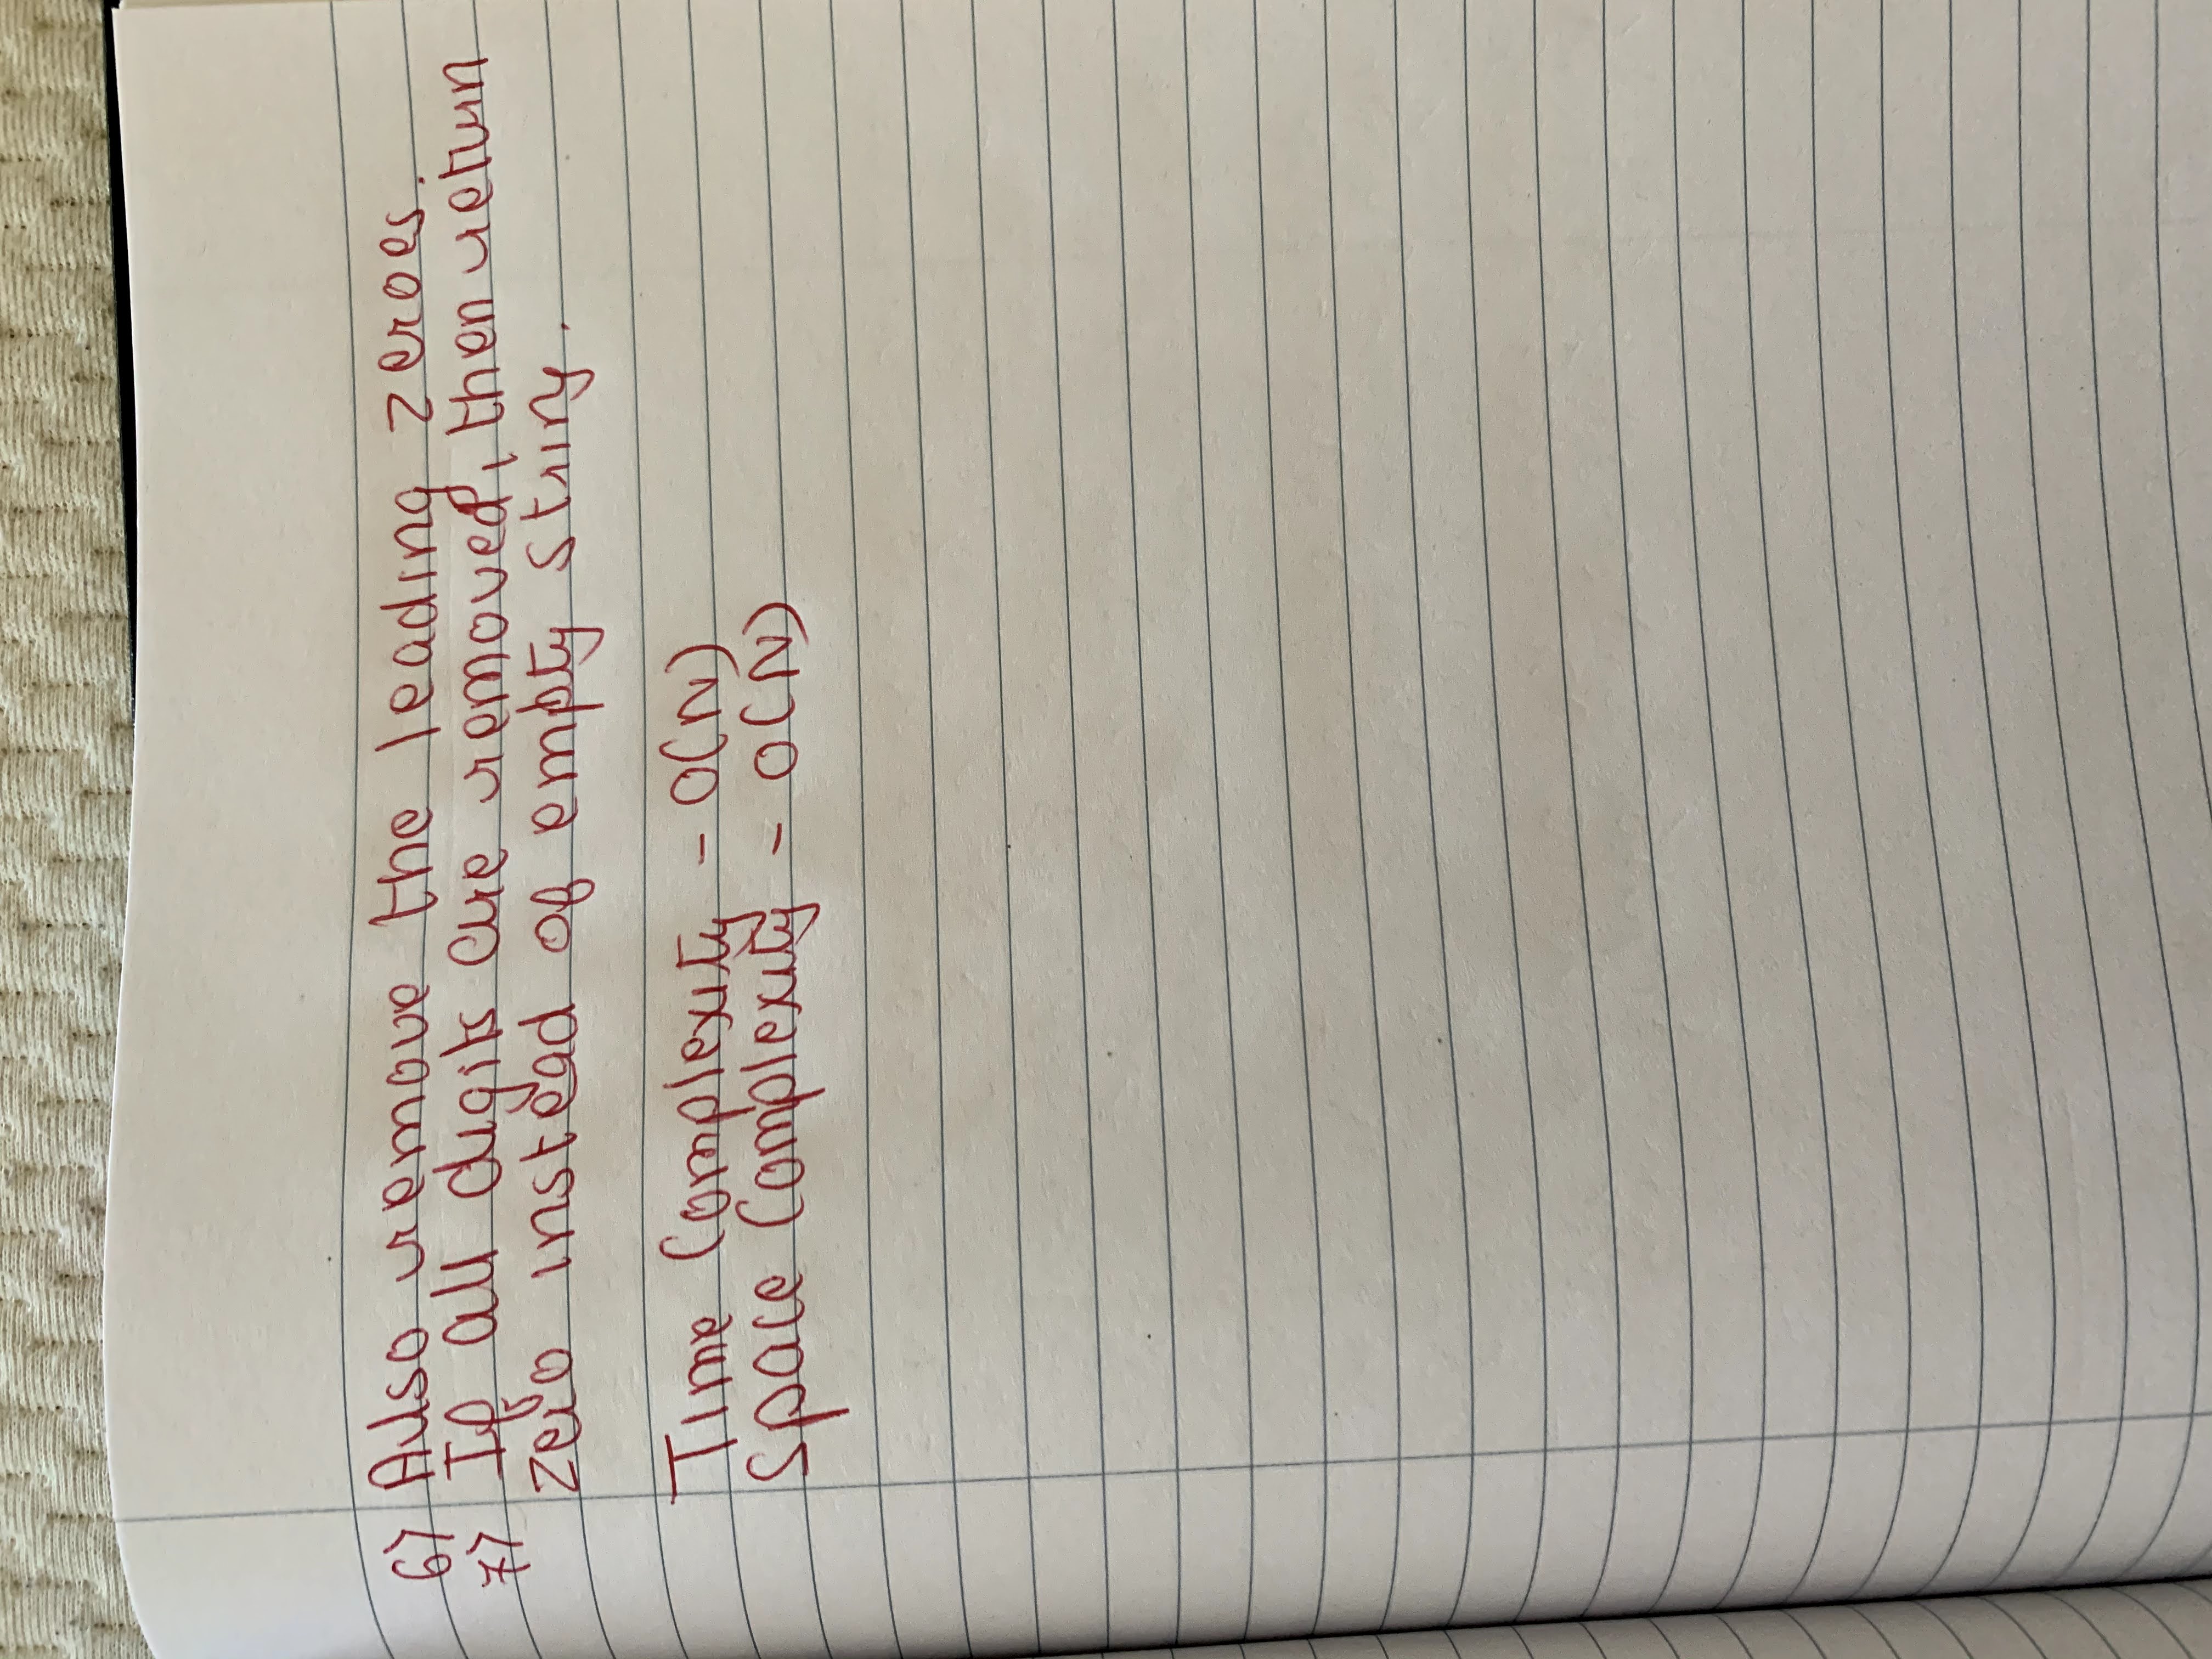 6) Also remove the leading zeroes.
7) If all digits are removed, then return
zero instead of empty string.
Time Complexity - O(N)
Space Complexity - O(N)